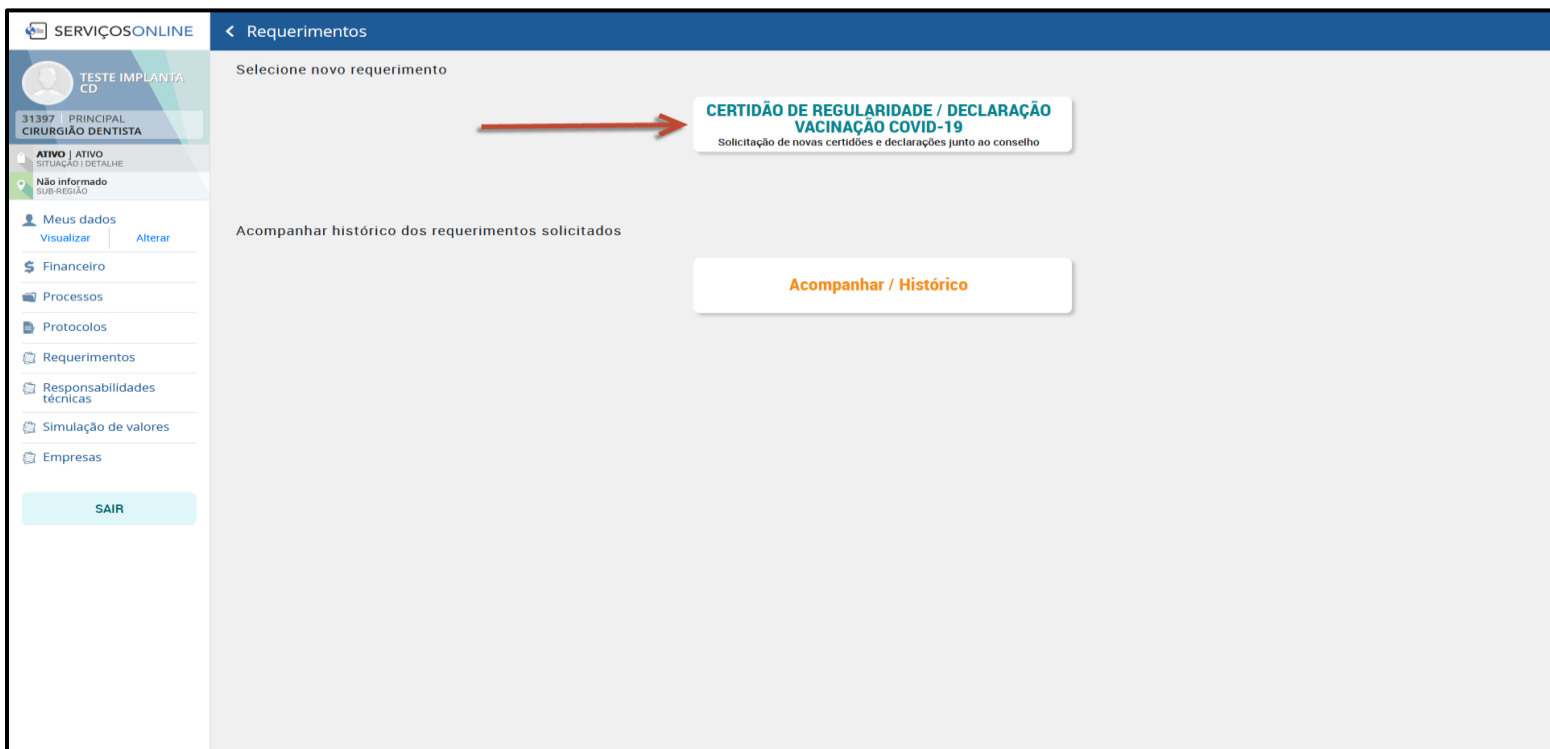 SERVIÇOSONLINE
Requerimentos
TESTE IMPLANTA
CD
31397 | PRINCIPAL
CIRURGIÃO DENTISTA
ATIVO | ATIVO
SITUAÇÃO | DETALHE
Não informado
SUB-REGIÃO
Meus dados
Visualizar Alterar
Financeiro
Processos
Protocolos
Requerimentos
Responsabilidades
técnicas
Simulação de valores
Empresas
SAIR
Selecione novo requerimento
CERTIDÃO DE REGULARIDADE / DECLARAÇÃO
VACINAÇÃO COVID-19
Solicitação de novas certidões e declarações junto ao conselho
Acompanhar histórico dos requerimentos solicitados
Acompanhar / Histórico